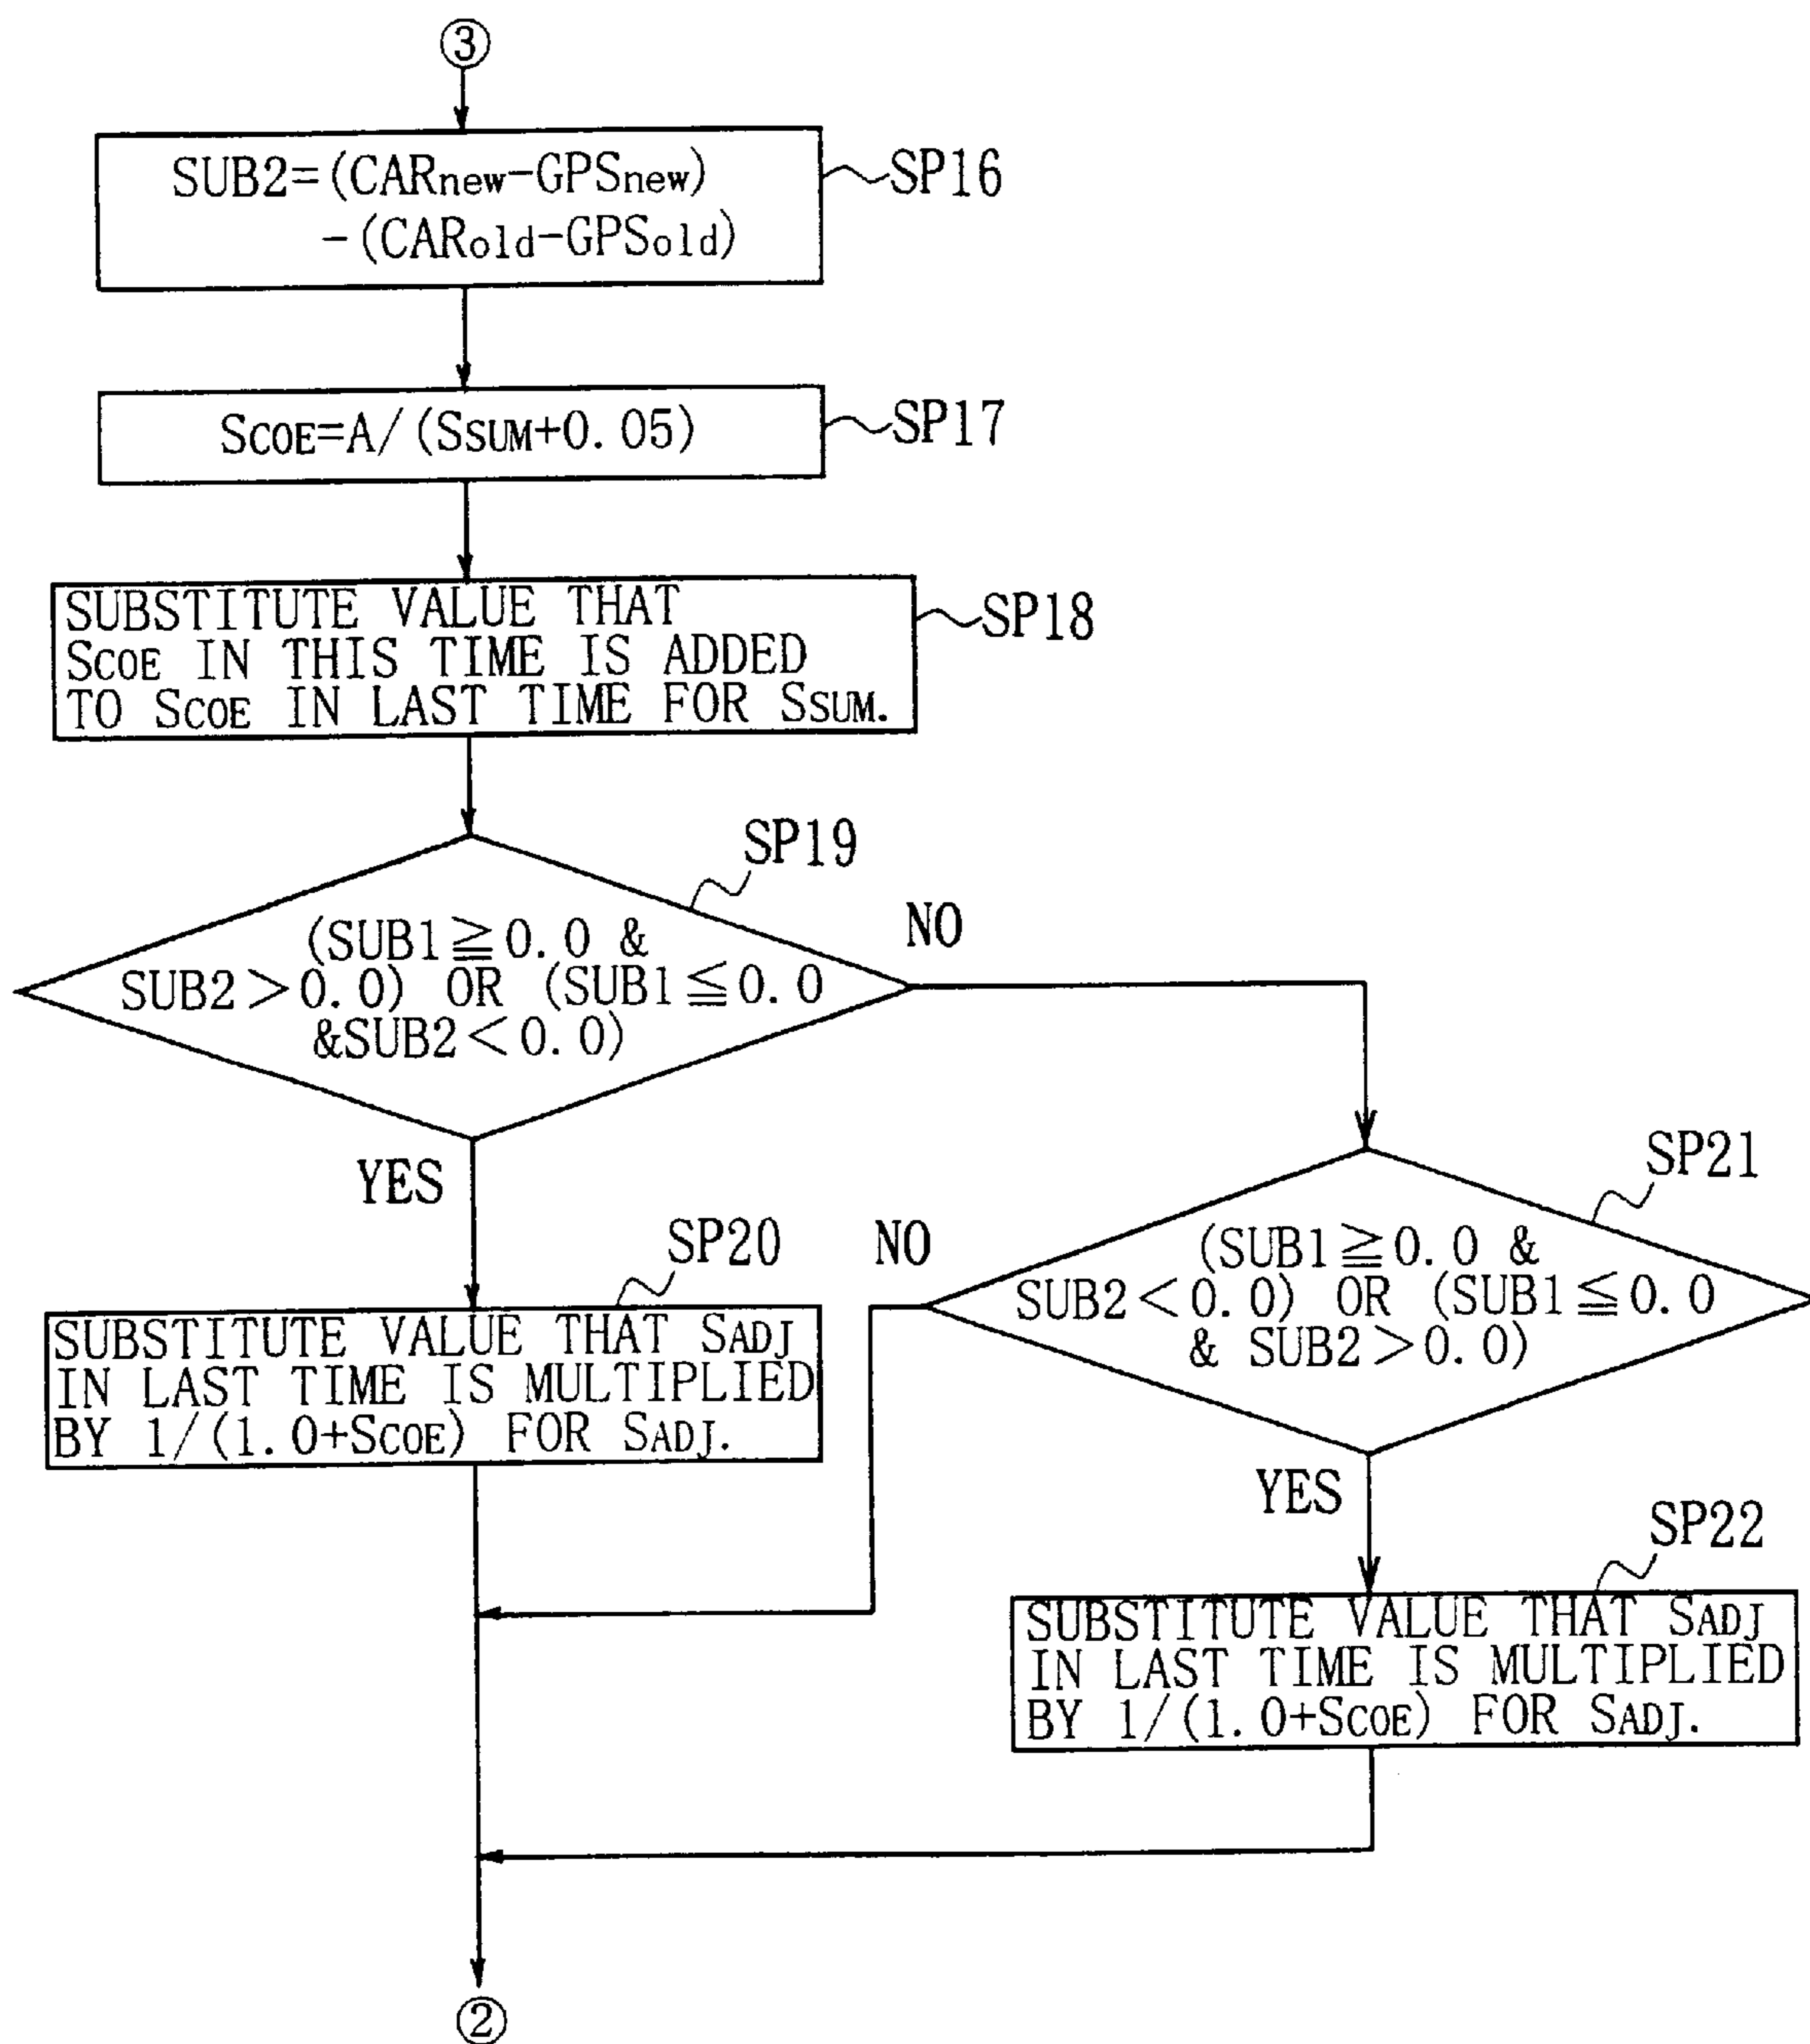 ③
SUB2=(CARnew-GPSnew)
-(CARold-GPSold)
SP16
SCOE=A/(SSUM+0.05)
SP17
SUBSTITUTE VALUE THAT
SCOE IN THIS TIME IS ADDED
TO SCOE IN LAST TIME FOR SSUM.
SP18
SP19
(SUB1≧0.0 &
SUB2>0.0) OR (SUB1≦0.0
&SUB2<0.0)
NO
YES
SP21
(SUB1≧0.0 &
SUB2<0.0) OR (SUB1≦0.0
& SUB2>0.0)
NO
YES
SP20
SUBSTITUTE VALUE THAT SADJ
IN LAST TIME IS MULTIPLIED
BY 1/(1.0+SCOE) FOR SADJ.
SP22
SUBSTITUTE VALUE THAT SADJ
IN LAST TIME IS MULTIPLIED
BY 1/(1.0+SCOE) FOR SADJ.
②